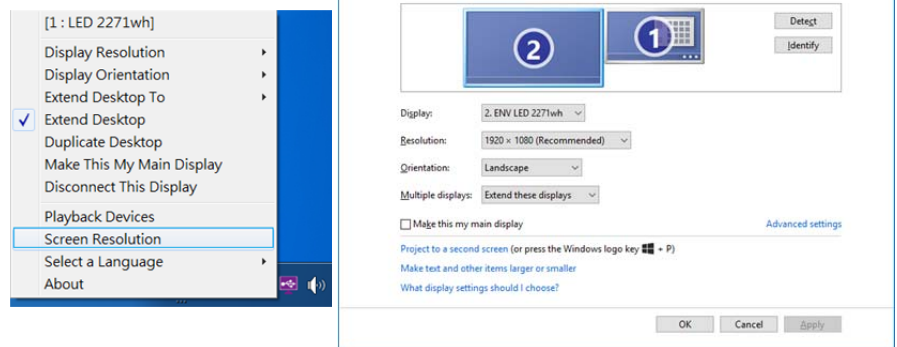 [1 : LED 2271wh]
Display Resolution
Display Orientation
Extend Desktop To
Extend Desktop
Duplicate Desktop
Make This My Main Display
Disconnect This Display
Playback Devices
Screen Resolution
Select a Language
About
2
1
Detect
Identify
Display: 2. ENV LED 2271wh
Resolution: 1920 × 1080 (Recommended)
Orientation: Landscape
Multiple displays: Extend these displays
Make this my main display
Advanced settings
Project to a second screen (or press the Windows logo key + P)
Make text and other items larger or smaller
What display settings should I choose?
OK
Cancel
Apply